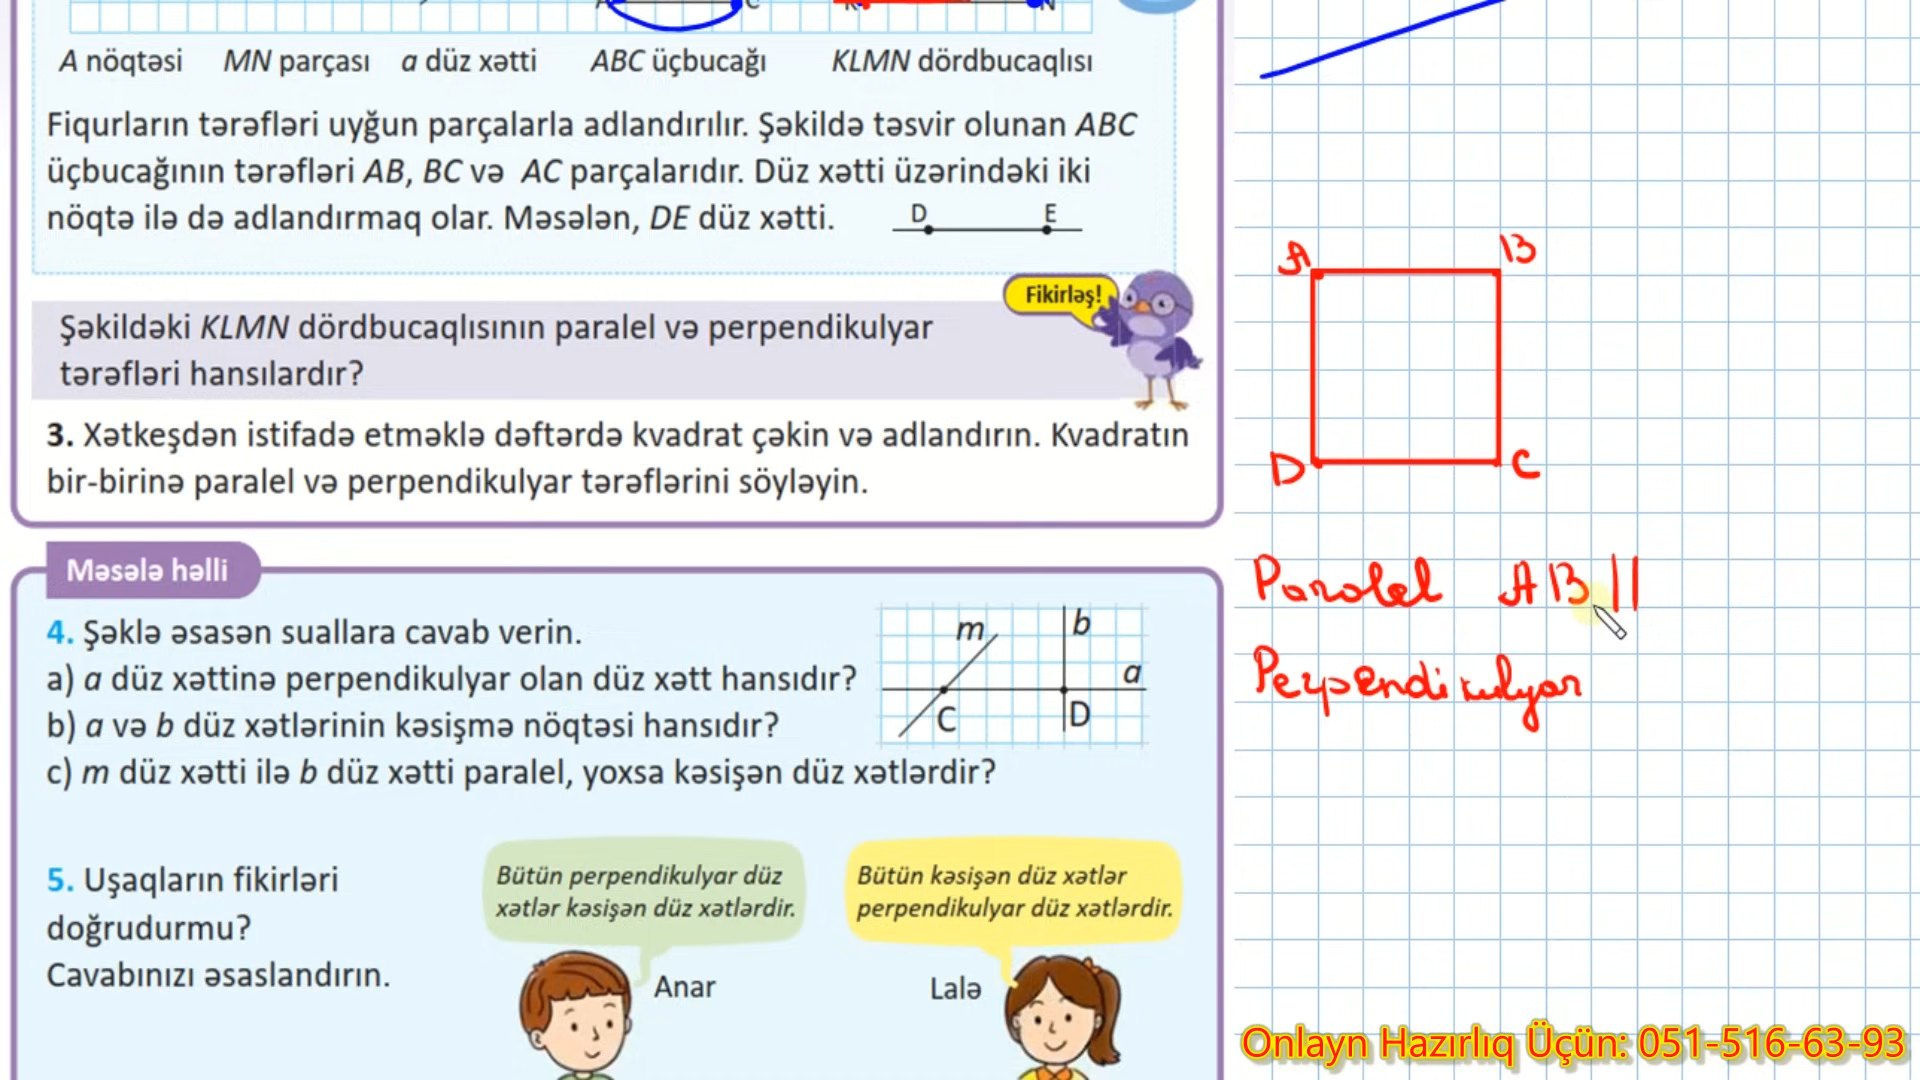 C
N
A nöqtəsi MN parçası a düz xətti ABC üçbucağı KLMN dördbucaqlısı
Fiqurların tərəfləri uyğun parçalarla adlandırılır. Şəkildə təsvir olunan ABC
üçbucağının tərəfləri AB, BC və AC parçalarıdır. Düz xətti üzərindəki iki
nöqtə ilə də adlandırmaq olar. Məsələn, DE düz xətti.
D E
Fikirləş!
Şəkildəki KLMN dördbucaqlısının paralel və perpendikulyar
tərəfləri hansılardır?
3. Xətkeşdən istifadə etməklə dəftərdə kvadrat çəkin və adlandırın. Kvadratın
bir-birinə paralel və perpendikulyar tərəflərini söyləyin.
Məsələ həlli
4. Şəklə əsasən suallara cavab verin.
a) a düz xəttinə perpendikulyar olan düz xətt hansıdır?
b) a və b düz xətlərinin kəsişmə nöqtəsi hansıdır?
c) m düz xətti ilə b düz xətti paralel, yoxsa kəsişən düz xətlərdir?
m b
a
C D
5. Uşaqların fikirləri
doğrudurmu?
Cavabınızı əsaslandırın.
Bütün perpendikulyar düz
xətlər kəsişən düz xətlərdir.
Anar
Bütün kəsişən düz xətlər
perpendikulyar düz xətlərdir.
Lalə
A B
D C
Paralel AB ||
Perpendikulyar
Onlayn Hazırlıq Üçün: 051-516-63-93